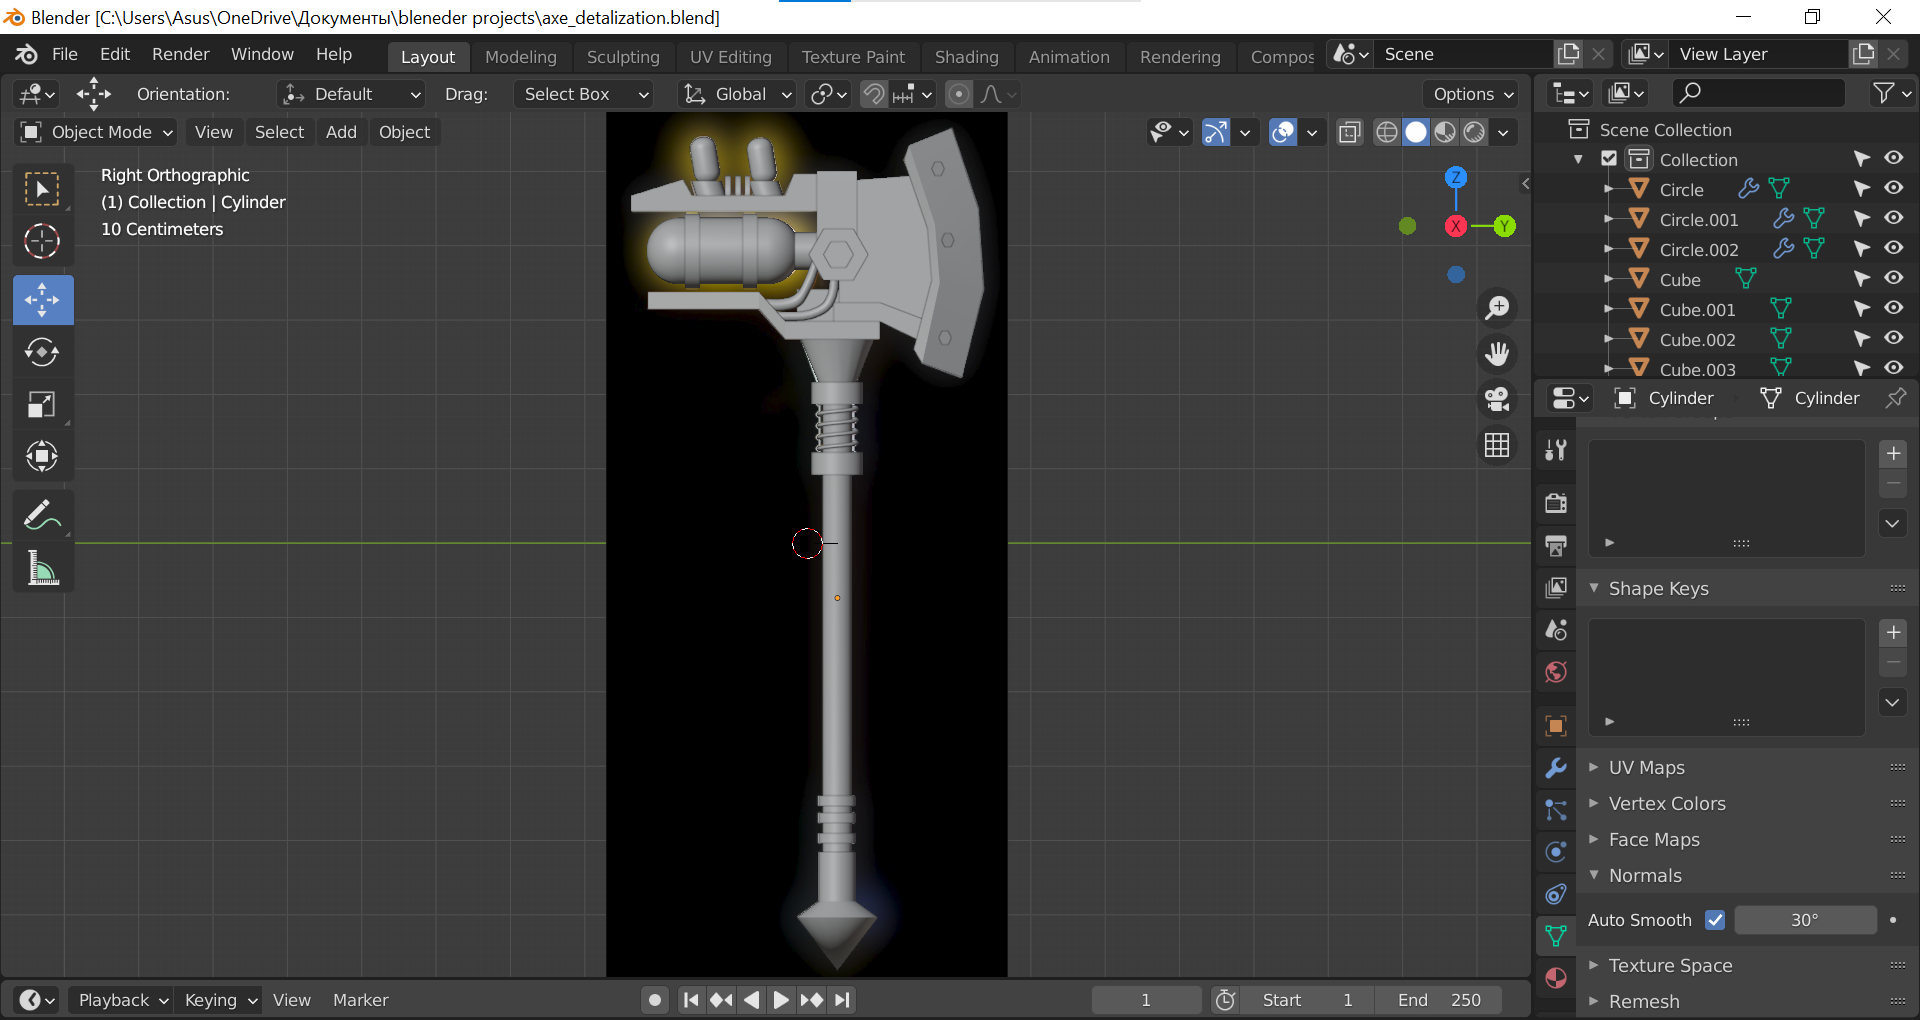 Blender [C:\Users\Asus\OneDrive\Документы\bleneder projects\axe_detalization.blend]
File Edit Render Window Help Layout Modeling Sculpting UV Editing Texture Paint Shading Animation Rendering Compos Scene View Layer
Orientation: Default Drag: Select Box Global Options
Object Mode View Select Add Object
Right Orthographic
(1) Collection | Cylinder
10 Centimeters
Z
X
Y
Scene Collection
Collection
Circle
Circle.001
Circle.002
Cube
Cube.001
Cube.002
Cube.003
Cylinder Cylinder
Shape Keys
UV Maps
Vertex Colors
Face Maps
Normals
Auto Smooth 30°
Texture Space
Remesh
Playback Keying View Marker 1 Start 1 End 250